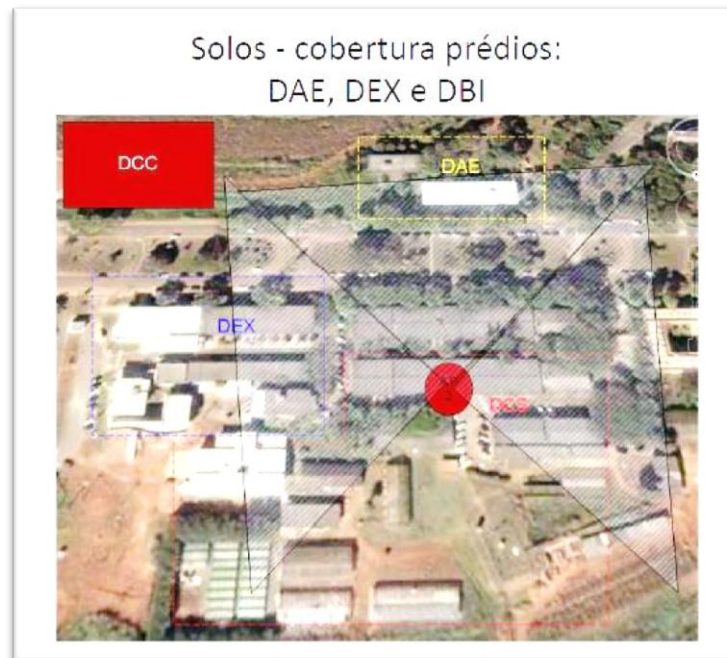 Solos - cobertura prédios:
DAE, DEX e DBI
DCC
DAE
DEX
DCS